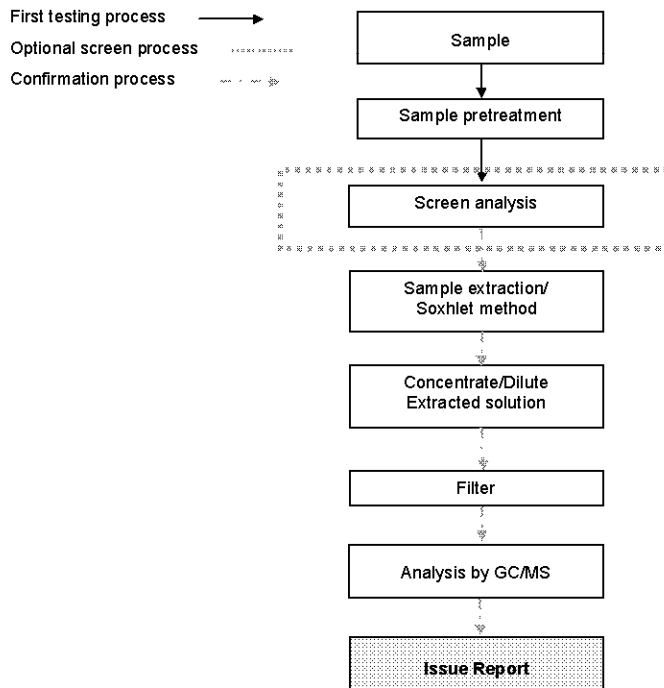 First testing process
Optional screen process
Confirmation process
Sample
Sample pretreatment
Screen analysis
Sample extraction/
Soxhlet method
Concentrate/Dilute
Extracted solution
Filter
Analysis by GC/MS
Issue Report